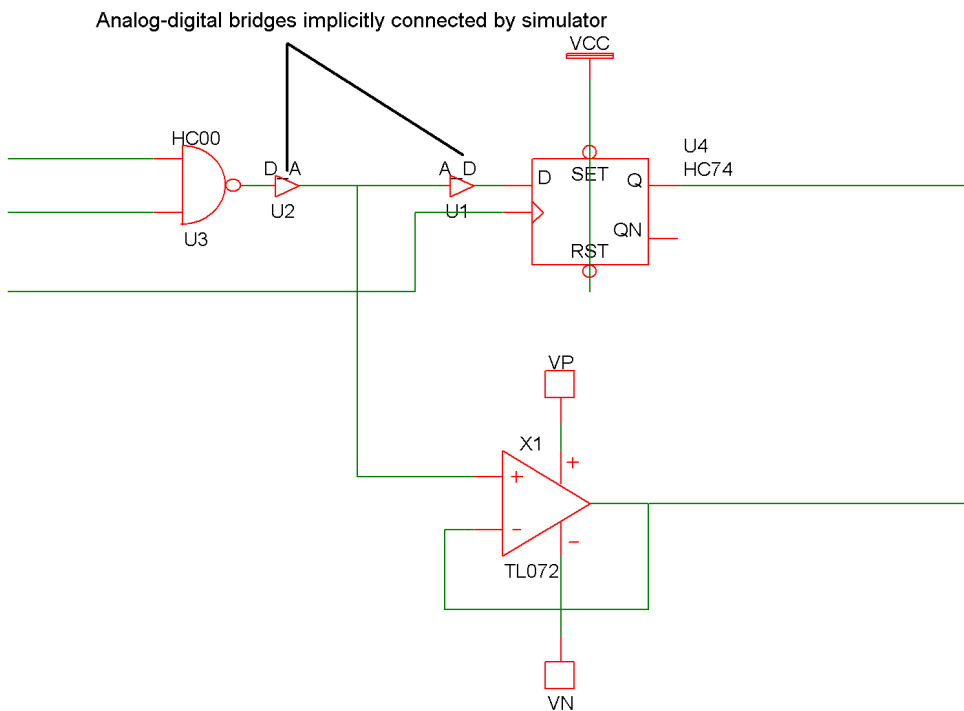 Analog-digital bridges implicitly connected by simulator
VCC
HC00
U4
HC74
D_A
A_D
D
SET
Q
U2
U1
U3
QN
RST
VP
X1
+
+
-
-
TL072
VN